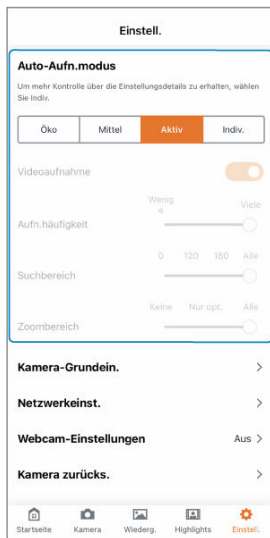 Einstell.
Auto-Aufn.modus
Um mehr Kontrolle über die Einstellungsdetails zu erhalten, wählen
Sie Indiv.
Öko Mittel Aktiv Indiv.
Videoaufnahme
Wenig
e Viele
Aufn.häufigkeit
0 120 180 Alle
Suchbereich
Keine Nur opt. Alle
Zoombereich
Kamera-Grundein.
Netzwerkeinst.
Webcam-Einstellungen Aus
Kamera zurücks.
Startseite Kamera Wiederg. Highlights Einstell.